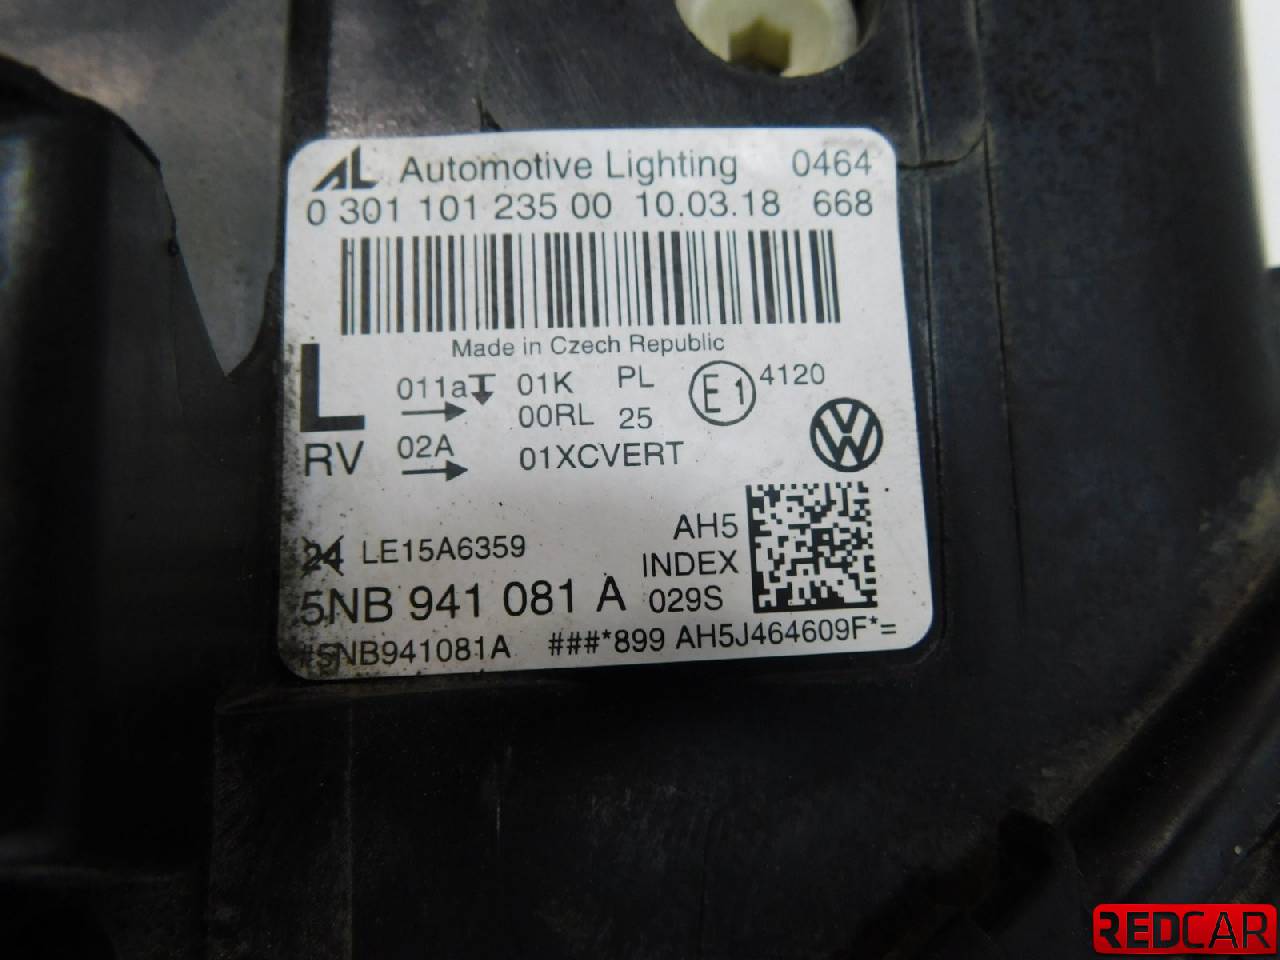 AL Automotive Lighting 0464
0 301 101 235 00 10.03.18 668
Made in Czech Republic
L
RV
011a 01K PL E1 4120
00RL 25
02A 01XCVERT
24 LE15A6359
AH5
INDEX
029S
5NB 941 081 A
#5NB941081A ###*899 AH5J464609F*=
REDCAR